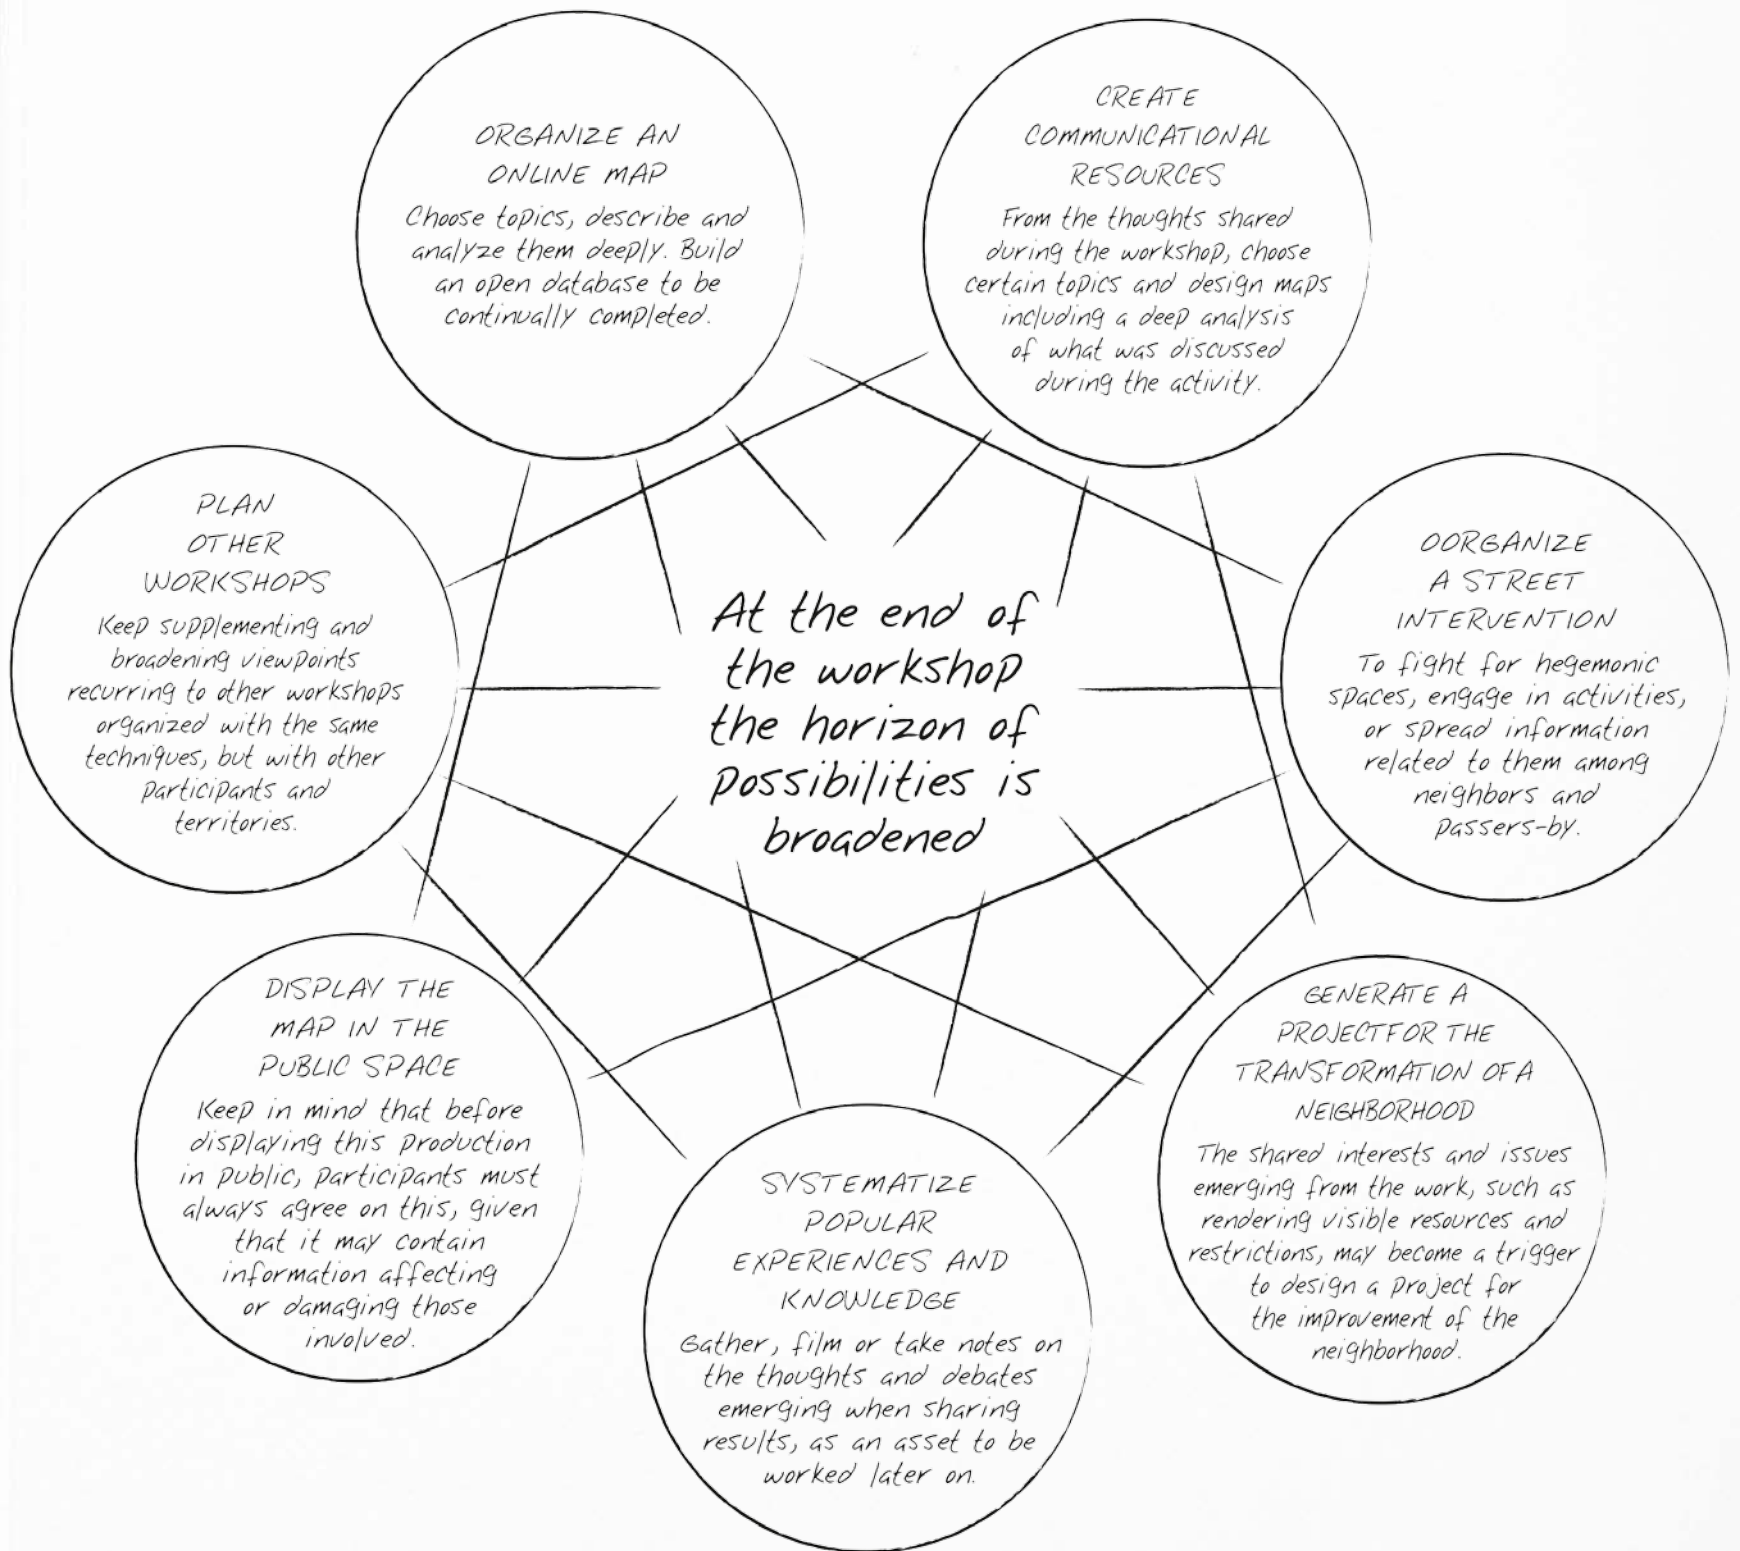 ORGANIZE AN
ONLINE MAP
Choose topics, describe and
analyze them deeply. Build
an open database to be
continually completed.
CREATE
COMMUNICATIONAL
RESOURCES
From the thoughts shared
during the workshop, choose
certain topics and design maps
including a deep analysis
of what was discussed
during the activity.
PLAN
OTHER
WORKSHOPS
Keep supplementing and
broadening viewpoints
recurring to other workshops
organized with the same
techniques, but with other
participants and
territories.
At the end of
the workshop
the horizon of
possibilities is
broadened
OORGANIZE
A STREET
INTERVENTION
To fight for hegemonic
spaces, engage in activities,
or spread information
related to them among
neighbors and
passers-by.
DISPLAY THE
MAP IN THE
PUBLIC SPACE
Keep in mind that before
displaying this production
in public, participants must
always agree on this, given
that it may contain
information affecting
or damaging those
involved.
SYSTEMATIZE
POPULAR
EXPERIENCES AND
KNOWLEDGE
Gather, film or take notes on
the thoughts and debates
emerging when sharing
results, as an asset to be
worked later on.
GENERATE A
PROJECTFOR THE
TRANSFORMATION OF A
NEIGHBORHOOD
The shared interests and issues
emerging from the work, such as
rendering visible resources and
restrictions, may become a trigger
to design a project for
the improvement of the
neighborhood.